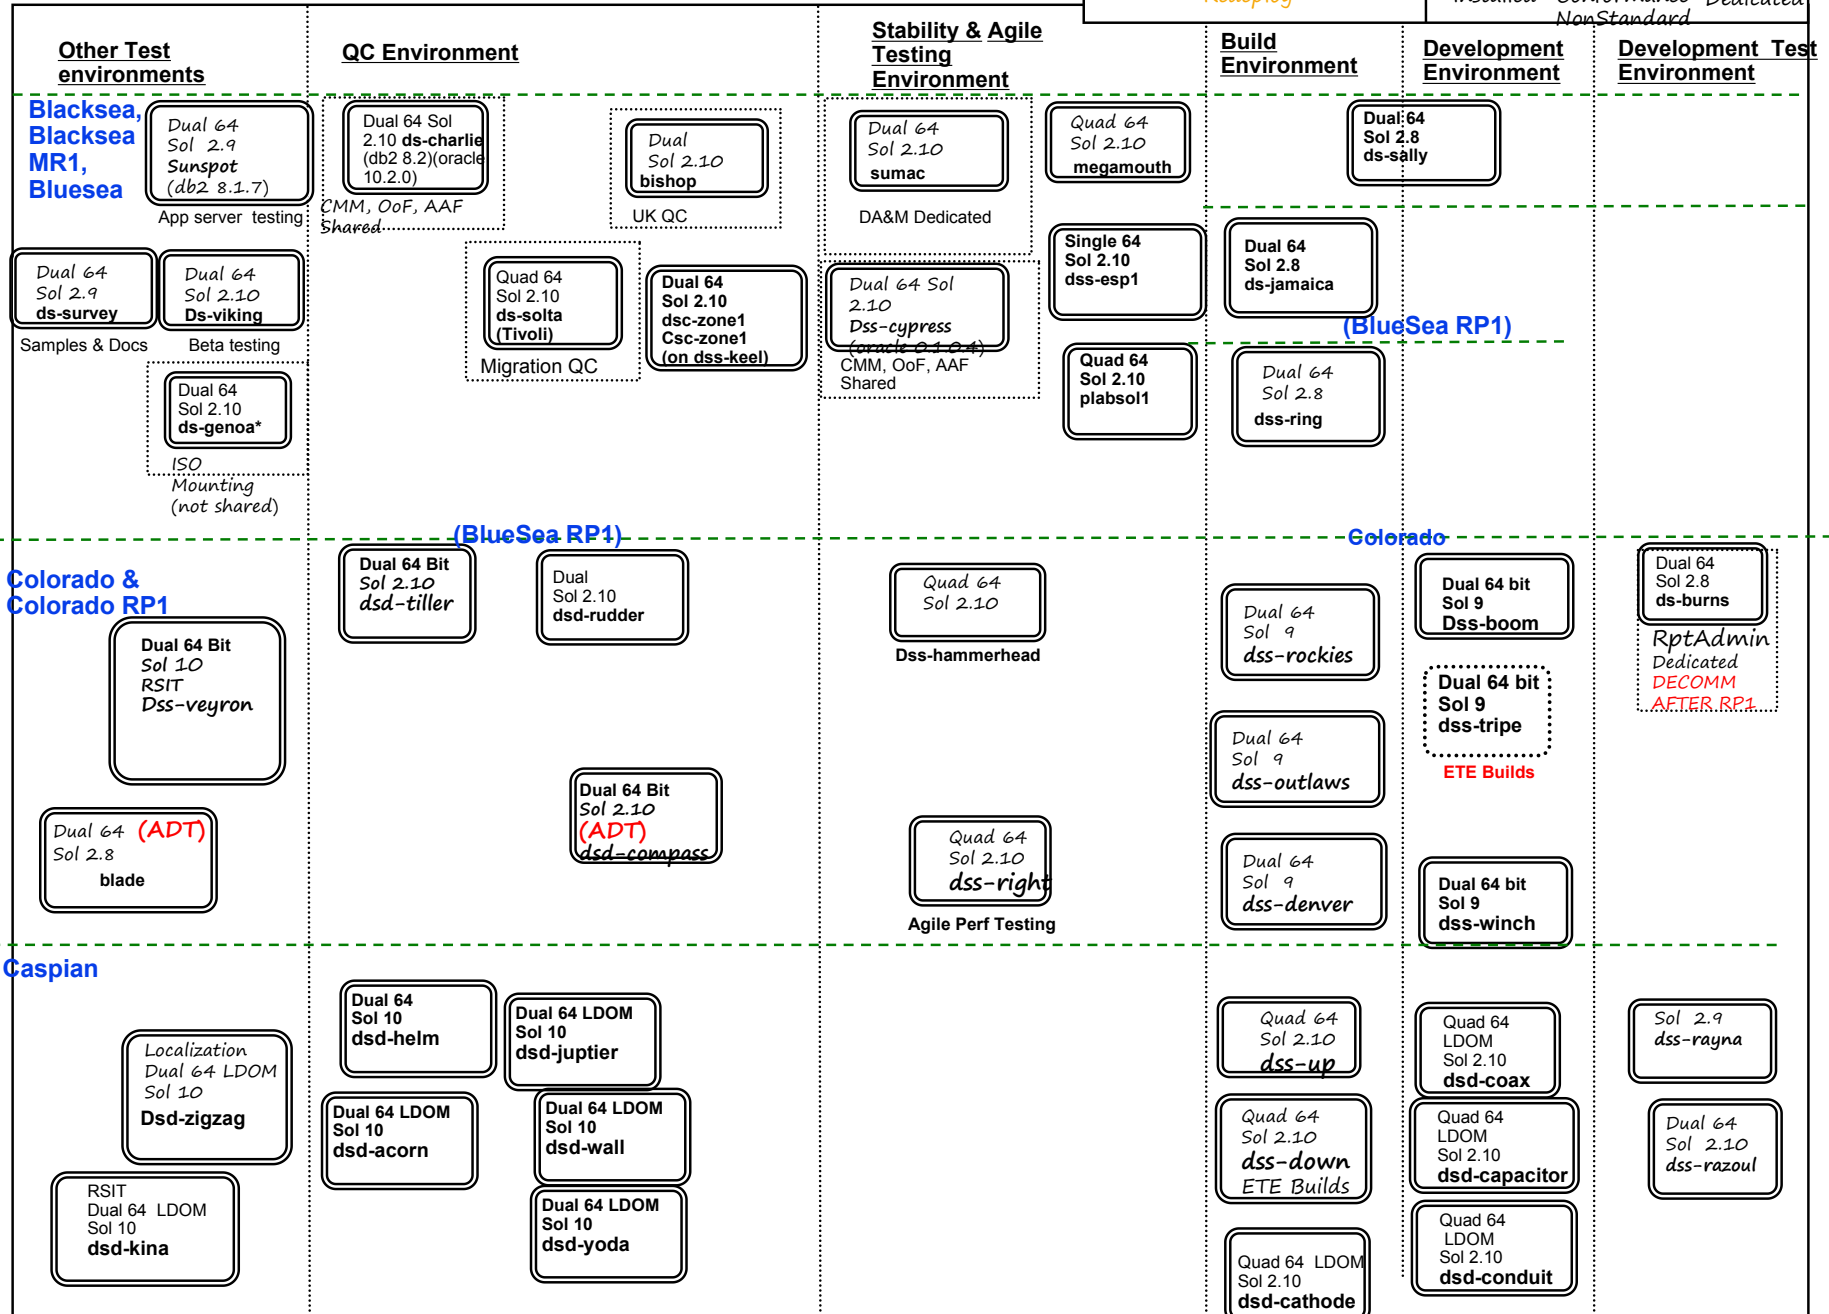 Redeploy
Installed Conformance Dedicated
NonStandard
Other Test
environments
QC Environment
Stability & Agile
Testing
Environment
Build
Environment
Development
Environment
Development Test
Environment
Blacksea,
Blacksea
MR1,
Bluesea
Dual 64
Sol 2.9
Sunspot
(db2 8.1.7)
App server testing
Dual 64 Sol
2.10 ds-charlie
(db2 8.2)(oracle
10.2.0)
CMM, OoF, AAF
Shared
Dual
Sol 2.10
bishop
UK QC
Dual 64
Sol 2.10
sumac
DA&M Dedicated
Quad 64
Sol 2.10
megamouth
Dual 64
Sol 2.8
ds-sally
Dual 64
Sol 2.9
ds-survey
Samples & Docs
Dual 64
Sol 2.10
Ds-viking
Beta testing
Quad 64
Sol 2.10
ds-solta
(Tivoli)
Migration QC
Dual 64
Sol 2.10
dsc-zone1
Csc-zone1
(on dss-keel)
Dual 64 Sol
2.10
Dss-cypress
(oracle 0.1.0.4)
CMM, OoF, AAF
Shared
Single 64
Sol 2.10
dss-esp1
Dual 64
Sol 2.8
ds-jamaica
(BlueSea RP1)
Dual 64
Sol 2.10
ds-genoa*
ISO
Mounting
(not shared)
Quad 64
Sol 2.10
plabsol1
Dual 64
Sol 2.8
dss-ring
(BlueSea RP1)
Colorado
Colorado &
Colorado RP1
Dual 64 Bit
Sol 2.10
dsd-tiller
Dual
Sol 2.10
dsd-rudder
Quad 64
Sol 2.10
Dss-hammerhead
Dual 64
Sol 9
dss-rockies
Dual 64 bit
Sol 9
Dss-boom
Dual 64
Sol 2.8
ds-burns
RptAdmin
Dedicated
DECOMM
AFTER RP1
Dual 64 Bit
Sol 10
RSIT
Dss-veyron
Dual 64 bit
Sol 9
dss-tripe
ETE Builds
Dual 64
Sol 9
dss-outlaws
Dual 64 (ADT)
Sol 2.8
blade
Dual 64 Bit
Sol 2.10
(ADT)
dsd-compass
Quad 64
Sol 2.10
dss-right
Agile Perf Testing
Dual 64
Sol 9
dss-denver
Dual 64 bit
Sol 9
dss-winch
Caspian
Localization
Dual 64 LDOM
Sol 10
Dsd-zigzag
Dual 64
Sol 10
dsd-helm
Dual 64 LDOM
Sol 10
dsd-juptier
Quad 64
Sol 2.10
dss-up
Quad 64
LDOM
Sol 2.10
dsd-coax
Sol 2.9
dss-rayna
Dual 64 LDOM
Sol 10
dsd-acorn
Dual 64 LDOM
Sol 10
dsd-wall
Quad 64
Sol 2.10
dss-down
ETE Builds
Quad 64
LDOM
Sol 2.10
dsd-capacitor
Dual 64
Sol 2.10
dss-razoul
RSIT
Dual 64 LDOM
Sol 10
dsd-kina
Dual 64 LDOM
Sol 10
dsd-yoda
Quad 64 LDOM
Sol 2.10
dsd-cathode
Quad 64
LDOM
Sol 2.10
dsd-conduit